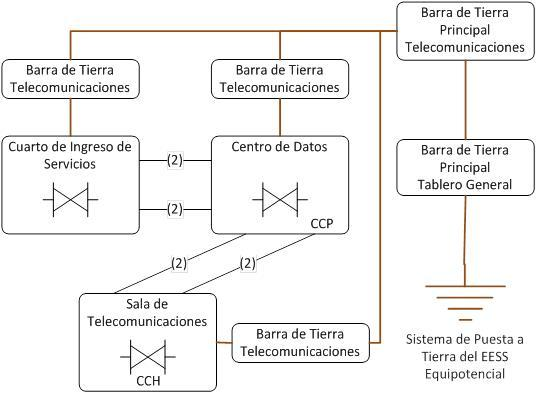 Barra de Tierra
Principal
Telecomunicaciones
Barra de Tierra
Telecomunicaciones
Barra de Tierra
Telecomunicaciones
Cuarto de Ingreso de
Servicios
(2)
(2)
Centro de Datos
CCP
Barra de Tierra
Principal
Tablero General
(2)
(2)
Sala de
Telecomunicaciones
CCH
Barra de Tierra
Telecomunicaciones
Sistema de Puesta a
Tierra del EESS
Equipotencial